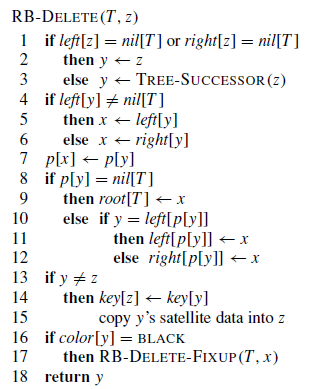 RB-DELETE(T, z)
1 if left[z] = nil[T] or right[z] = nil[T]
2 then y ← z
3 else y ← TREE-SUCCESSOR(z)
4 if left[y] ≠ nil[T]
5 then x ← left[y]
6 else x ← right[y]
7 p[x] ← p[y]
8 if p[y] = nil[T]
9 then root[T] ← x
10 else if y = left[p[y]]
11 then left[p[y]] ← x
12 else right[p[y]] ← x
13 if y ≠ z
14 then key[z] ← key[y]
15 copy y's satellite data into z
16 if color[y] = BLACK
17 then RB-DELETE-FIXUP(T, x)
18 return y